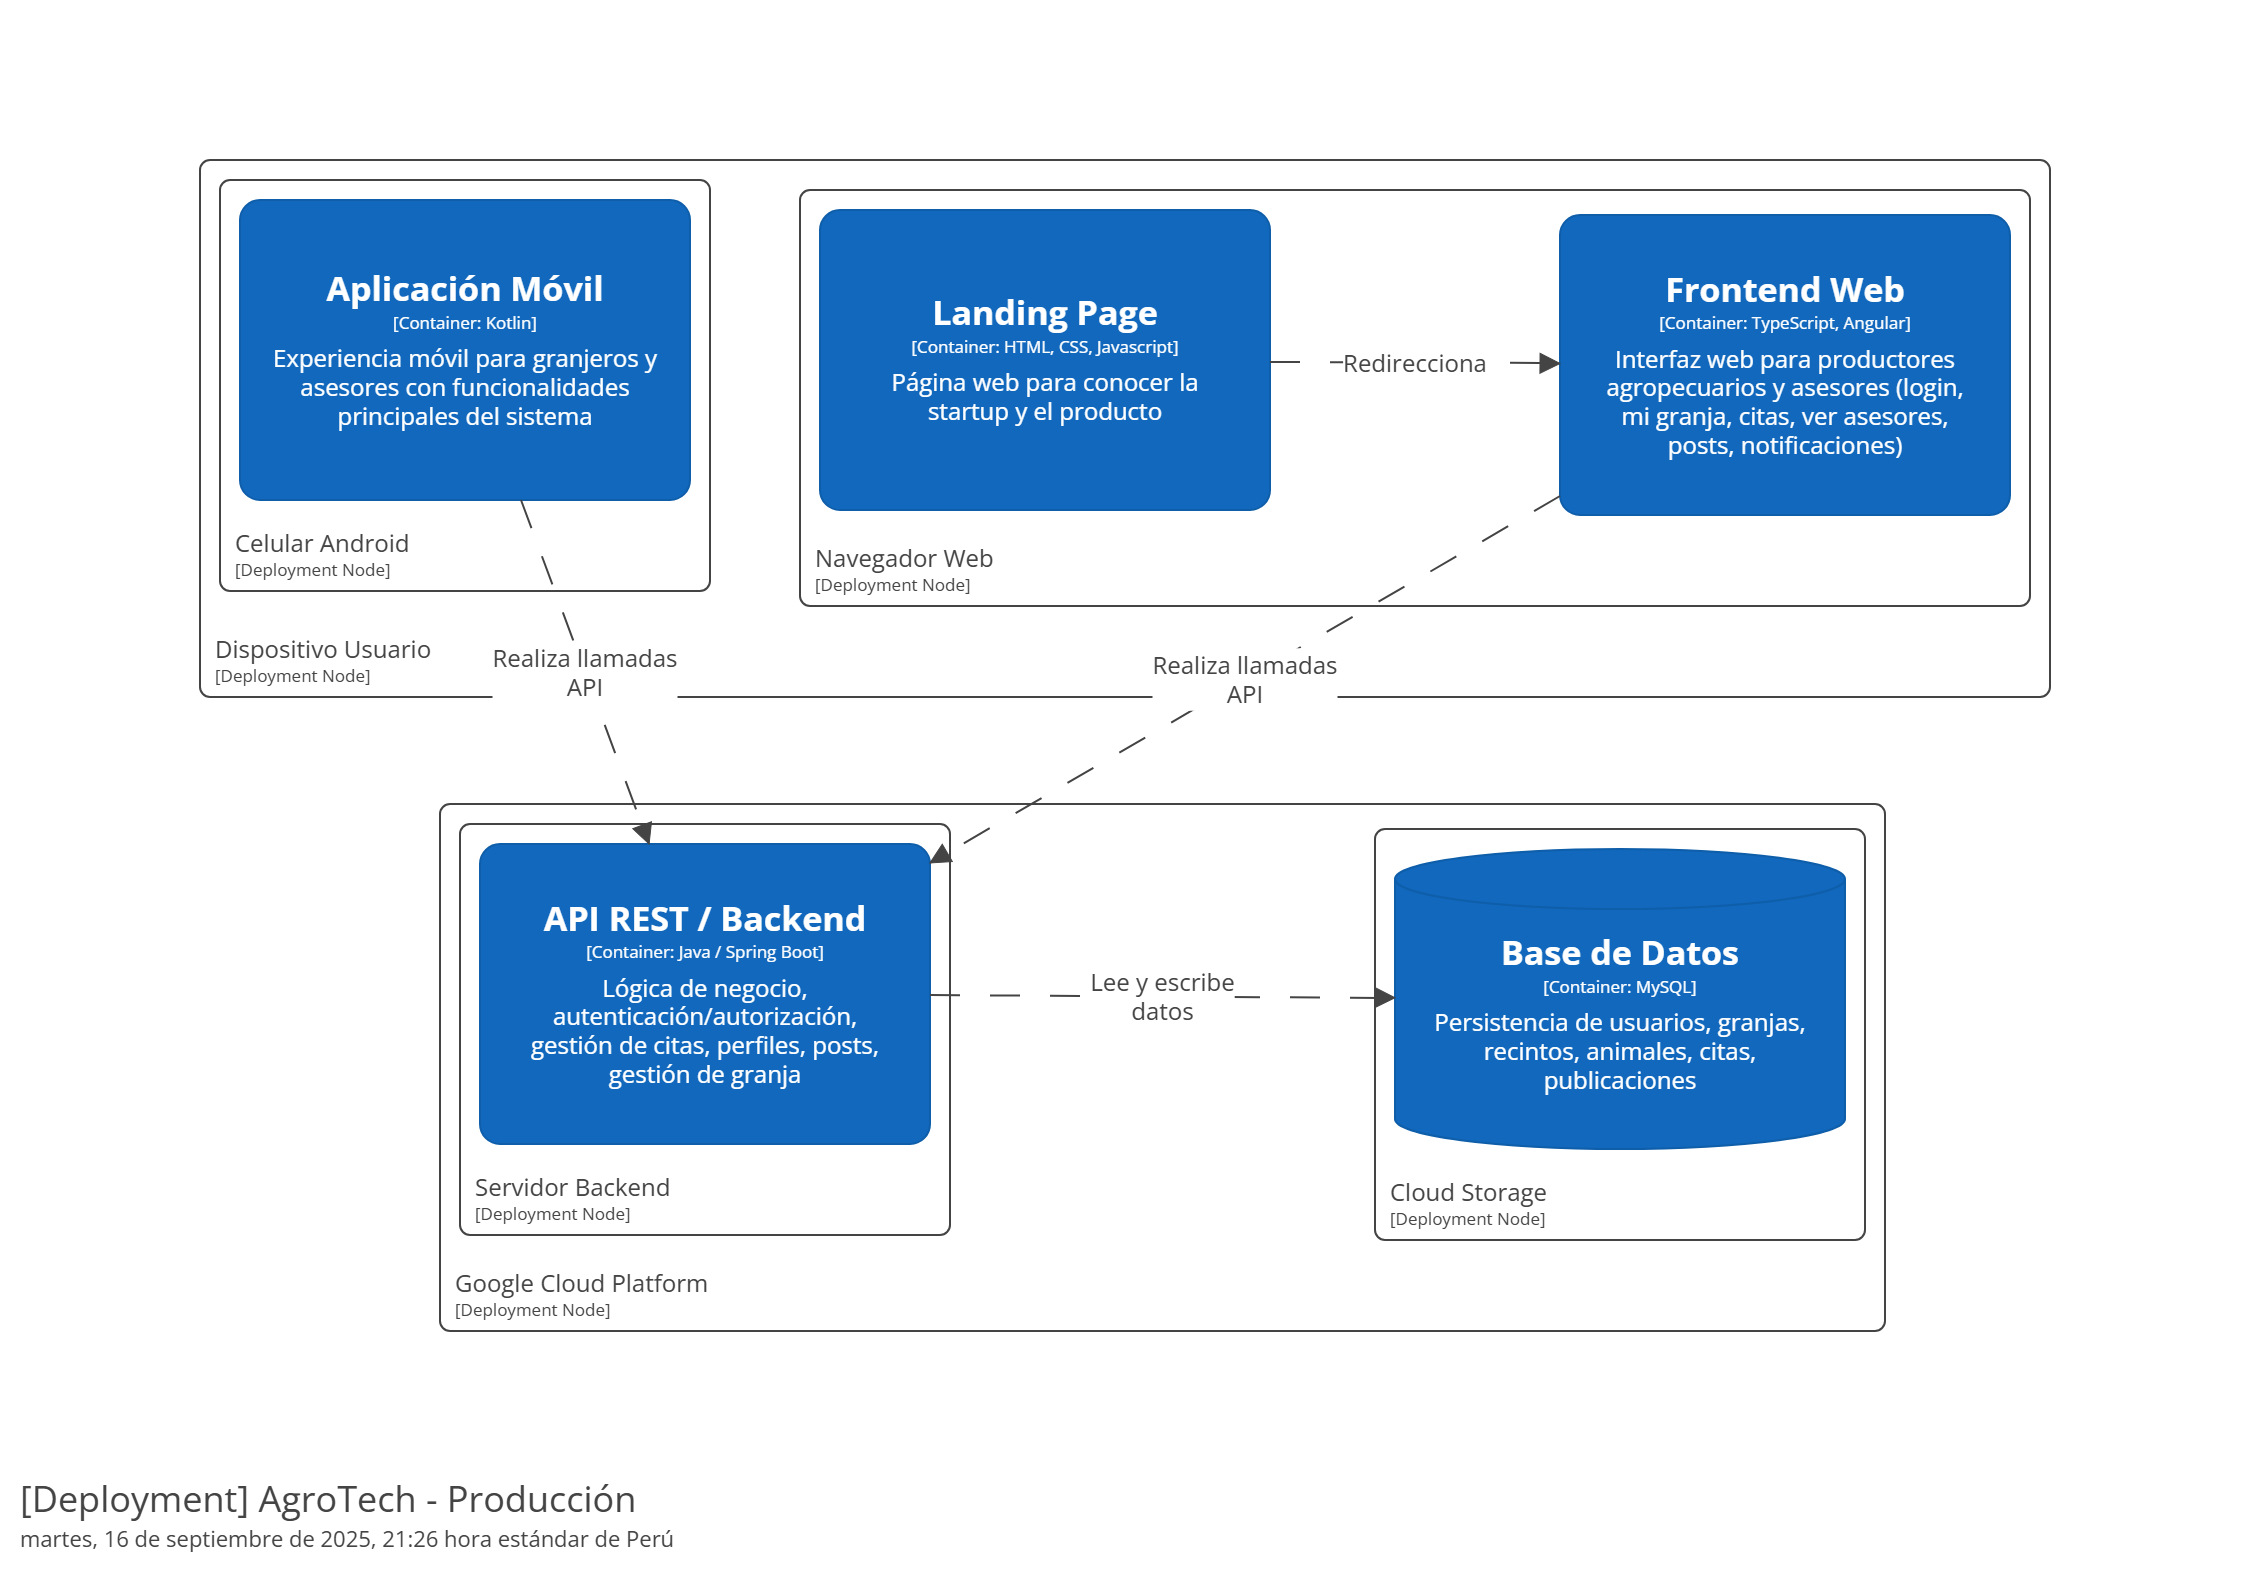 Aplicación Móvil
[Container: Kotlin]
Experiencia móvil para granjeros y
asesores con funcionalidades
principales del sistema
Celular Android
[Deployment Node]
Landing Page
[Container: HTML, CSS, Javascript]
Página web para conocer la
startup y el producto
Redirecciona
Frontend Web
[Container: TypeScript, Angular]
Interfaz web para productores
agropecuarios y asesores (login,
mi granja, citas, ver asesores,
posts, notificaciones)
Navegador Web
[Deployment Node]
Dispositivo Usuario
[Deployment Node]
Realiza llamadas
API
Realiza llamadas
API
API REST / Backend
[Container: Java / Spring Boot]
Lógica de negocio,
autenticación/autorización,
gestión de citas, perfiles, posts,
gestión de granja
Servidor Backend
[Deployment Node]
Lee y escribe
datos
Base de Datos
[Container: MySQL]
Persistencia de usuarios, granjas,
recintos, animales, citas,
publicaciones
Cloud Storage
[Deployment Node]
Google Cloud Platform
[Deployment Node]
[Deployment] AgroTech - Producción
martes, 16 de septiembre de 2025, 21:26 hora estándar de Perú